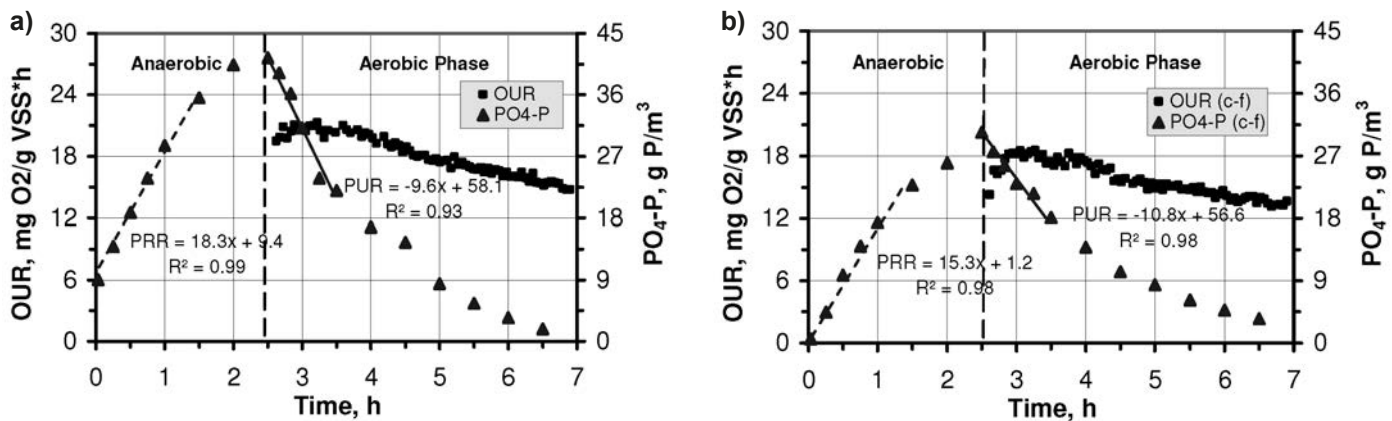 a)
30
24
18
12
6
0
OUR, mg O2/g VSS*h
Anaerobic
Aerobic Phase
OUR
PO4-P
PUR = -9.6x + 58.1
R² = 0.93
PRR = 18.3x + 9.4
R² = 0.99
45
36
27
18
9
0
PO₄-P, g P/m³
0 1 2 3 4 5 6 7
Time, h
b)
30
24
18
12
6
0
OUR, mg O2/g VSS*h
Anaerobic
Aerobic Phase
OUR (c-f)
PO4-P (c-f)
PUR = -10.8x + 56.6
R² = 0.98
PRR = 15.3x + 1.2
R² = 0.98
45
36
27
18
9
0
PO₄-P, g P/m³
0 1 2 3 4 5 6 7
Time, h